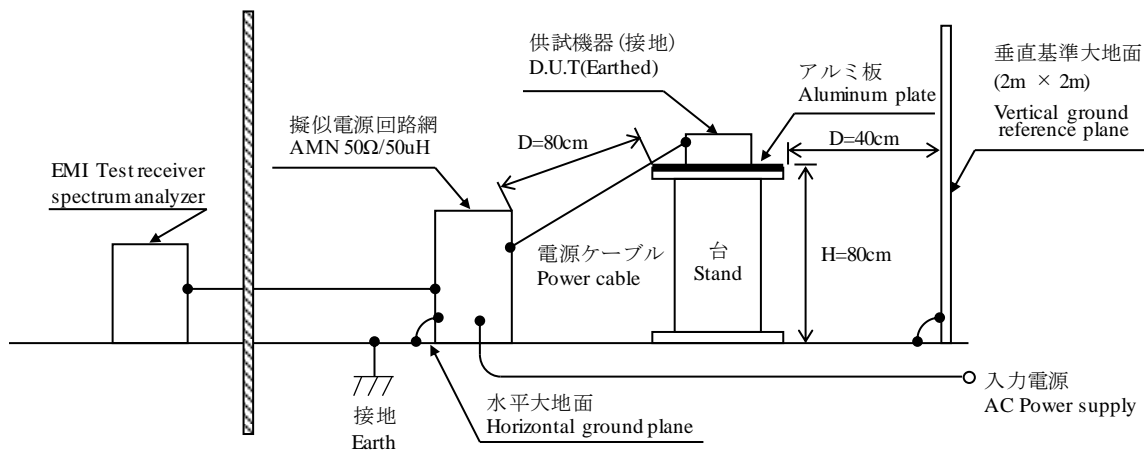 供試機器(接地)
D.U.T(Earthed)
アルミ板
Aluminum plate
垂直基準大地面
(2m × 2m)
Vertical ground
reference plane
擬似電源回路網
AMN 50Ω/50uH
D=80cm
D=40cm
EMI Test receiver
spectrum analyzer
電源ケーブル
Power cable
台
Stand
H=80cm
接地
Earth
水平大地面
Horizontal ground plane
入力電源
AC Power supply